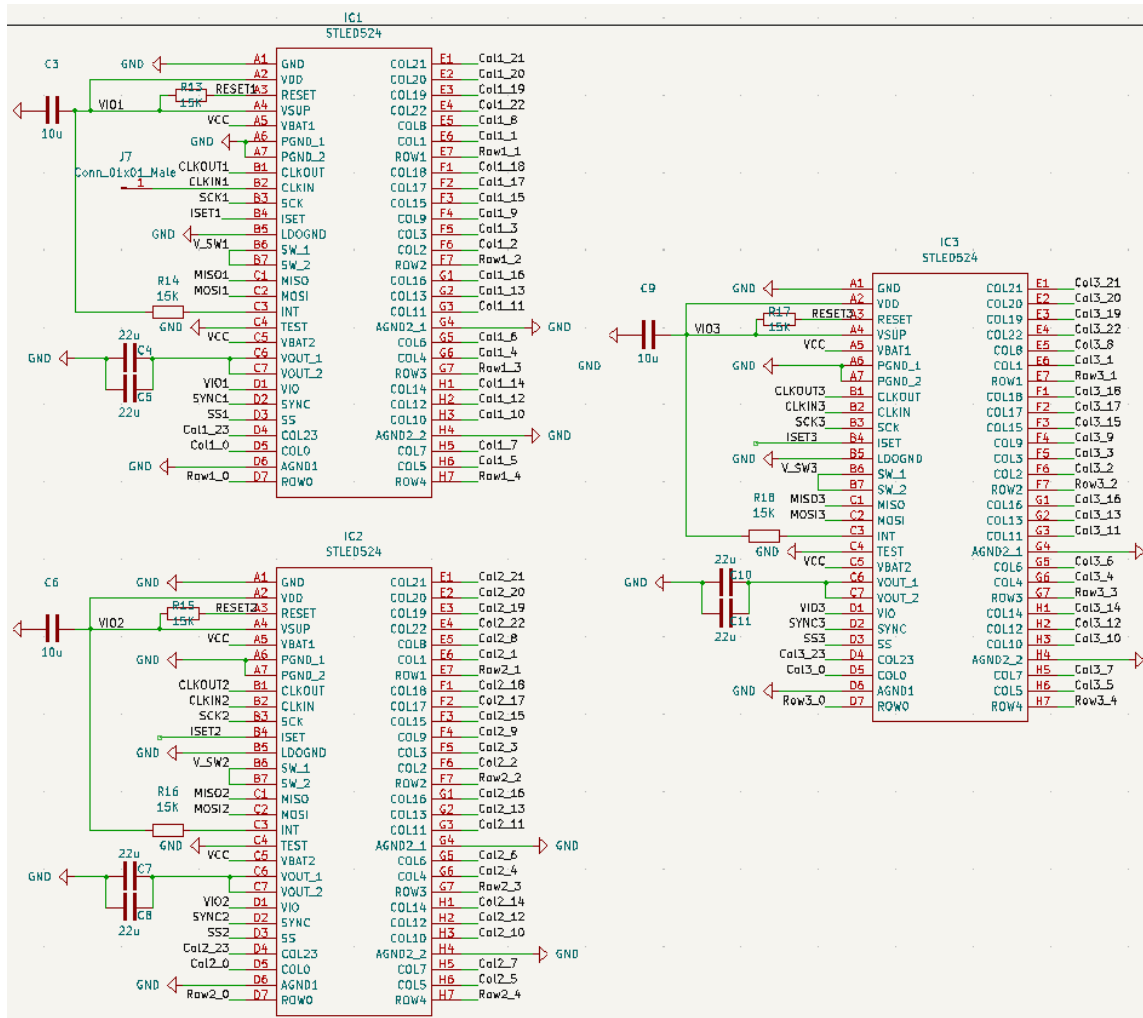 IC1
STLED524
C3
10u
VIO1
R13
15K
RESET1
VCC
GND
GND
J7
Conn_01x01_Male
1
CLKOUT1
CLKIN1
SCK1
ISET1
GND
V_SW1
MISO1
MOSI1
R14
15K
GND
VCC
22u
C4
GND
C5
22u
VIO1
SYNC1
SS1
Col1_23
Col1_0
GND
Row1_0
A1 GND
A2 VDD
A3 RESET
A4 VSUP
A5 VBAT1
A6 PGND_1
A7 PGND_2
B1 CLKOUT
B2 CLKIN
B3 SCK
B4 ISET
B5 LDOGND
B6 SW_1
B7 SW_2
C1 MISO
C2 MOSI
C3 INT
C4 TEST
C5 VBAT2
C6 VOUT_1
C7 VOUT_2
D1 VIO
D2 SYNC
D3 SS
D4 COL23
D5 COL0
D6 AGND1
D7 ROW0
COL21 E1 Col1_21
COL20 E2 Col1_20
COL19 E3 Col1_19
COL22 E4 Col1_22
COL8 E5 Col1_8
COL1 E6 Col1_1
ROW1 E7 Row1_1
COL18 F1 Col1_18
COL17 F2 Col1_17
COL15 F3 Col1_15
COL9 F4 Col1_9
COL3 F5 Col1_3
COL2 F6 Col1_2
ROW2 F7 Row1_2
COL16 G1 Col1_16
COL13 G2 Col1_13
COL11 G3 Col1_11
AGND2_1 G4 GND
COL6 G5 Col1_6
COL4 G6 Col1_4
ROW3 G7 Row1_3
COL14 H1 Col1_14
COL12 H2 Col1_12
COL10 H3 Col1_10
AGND2_2 H4 GND
COL7 H5 Col1_7
COL5 H6 Col1_5
ROW4 H7 Row1_4
IC2
STLED524
C6
10u
VIO2
GND
R15
15K
RESET2
VCC
GND
CLKOUT2
CLKIN2
SCK2
ISET2
GND
V_SW2
MISO2
MOSI2
R16
15K
GND
VCC
22u
C7
GND
C8
22u
VIO2
SYNC2
SS2
Col2_23
Col2_0
GND
Row2_0
A1 GND
A2 VDD
A3 RESET
A4 VSUP
A5 VBAT1
A6 PGND_1
A7 PGND_2
B1 CLKOUT
B2 CLKIN
B3 SCK
B4 ISET
B5 LDOGND
B6 SW_1
B7 SW_2
C1 MISO
C2 MOSI
C3 INT
C4 TEST
C5 VBAT2
C6 VOUT_1
C7 VOUT_2
D1 VIO
D2 SYNC
D3 SS
D4 COL23
D5 COL0
D6 AGND1
D7 ROW0
COL21 E1 Col2_21
COL20 E2 Col2_20
COL19 E3 Col2_19
COL22 E4 Col2_22
COL8 E5 Col2_8
COL1 E6 Col2_1
ROW1 E7 Row2_1
COL18 F1 Col2_18
COL17 F2 Col2_17
COL15 F3 Col2_15
COL9 F4 Col2_9
COL3 F5 Col2_3
COL2 F6 Col2_2
ROW2 F7 Row2_2
COL16 G1 Col2_16
COL13 G2 Col2_13
COL11 G3 Col2_11
AGND2_1 G4 GND
COL6 G5 Col2_6
COL4 G6 Col2_4
ROW3 G7 Row2_3
COL14 H1 Col2_14
COL12 H2 Col2_12
COL10 H3 Col2_10
AGND2_2 H4 GND
COL7 H5 Col2_7
COL5 H6 Col2_5
ROW4 H7 Row2_4
IC3
STLED524
C9
10u
GND
VIO3
GND
R17
15K
RESET3
VCC
GND
CLKOUT3
CLKIN3
SCK3
ISET3
GND
V_SW3
MISO3
MOSI3
R18
15K
GND
VCC
22u
C10
GND
C11
22u
VIO3
SYNC3
SS3
Col3_23
Col3_0
GND
Row3_0
A1 GND
A2 VDD
A3 RESET
A4 VSUP
A5 VBAT1
A6 PGND_1
A7 PGND_2
B1 CLKOUT
B2 CLKIN
B3 SCK
B4 ISET
B5 LDOGND
B6 SW_1
B7 SW_2
C1 MISO
C2 MOSI
C3 INT
C4 TEST
C5 VBAT2
C6 VOUT_1
C7 VOUT_2
D1 VIO
D2 SYNC
D3 SS
D4 COL23
D5 COL0
D6 AGND1
D7 ROW0
COL21 E1 Col3_21
COL20 E2 Col3_20
COL19 E3 Col3_19
COL22 E4 Col3_22
COL8 E5 Col3_8
COL1 E6 Col3_1
ROW1 E7 Row3_1
COL18 F1 Col3_18
COL17 F2 Col3_17
COL15 F3 Col3_15
COL9 F4 Col3_9
COL3 F5 Col3_3
COL2 F6 Col3_2
ROW2 F7 Row3_2
COL16 G1 Col3_16
COL13 G2 Col3_13
COL11 G3 Col3_11
AGND2_1 G4
COL6 G5 Col3_6
COL4 G6 Col3_4
ROW3 G7 Row3_3
COL14 H1 Col3_14
COL12 H2 Col3_12
COL10 H3 Col3_10
AGND2_2 H4
COL7 H5 Col3_7
COL5 H6 Col3_5
ROW4 H7 Row3_4